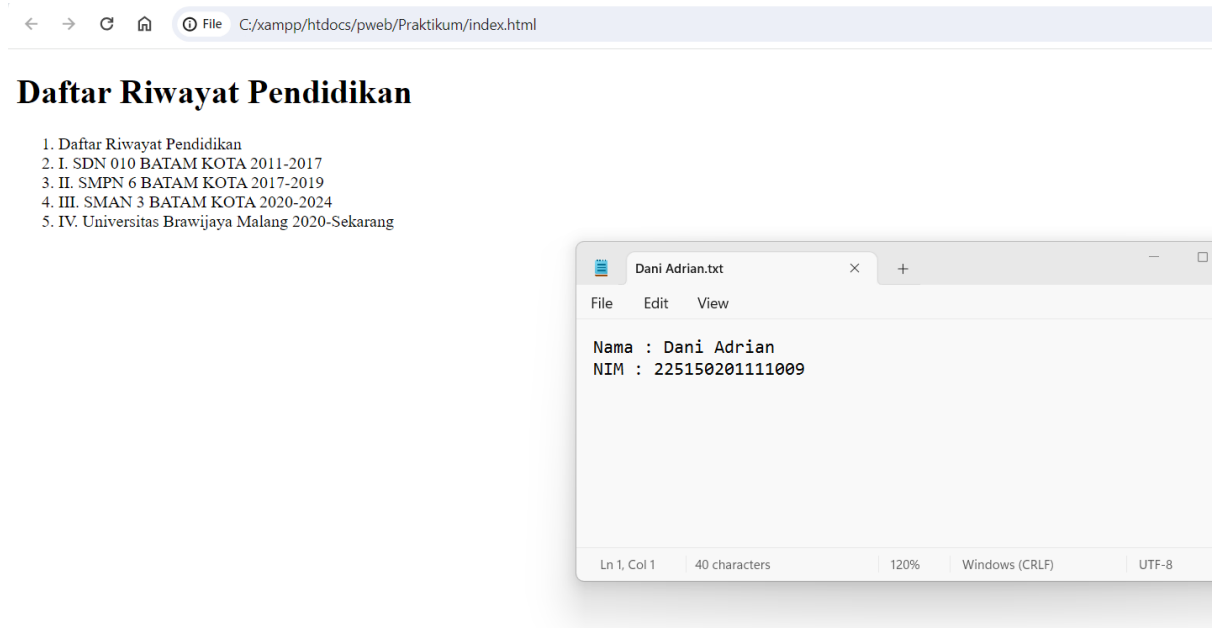 File C:/xampp/htdocs/pweb/Praktikum/index.html
Daftar Riwayat Pendidikan
1. Daftar Riwayat Pendidikan
2. I. SDN 010 BATAM KOTA 2011-2017
3. II. SMPN 6 BATAM KOTA 2017-2019
4. III. SMAN 3 BATAM KOTA 2020-2024
5. IV. Universitas Brawijaya Malang 2020-Sekarang
Dani Adrian.txt
File Edit View
Nama : Dani Adrian
NIM : 225150201111009
Ln 1, Col 1 40 characters 120% Windows (CRLF) UTF-8